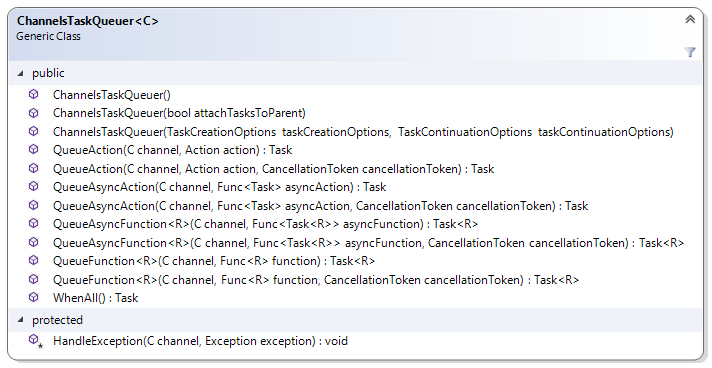 ChannelsTaskQueuer<C>
Generic Class
public
ChannelsTaskQueuer()
ChannelsTaskQueuer(bool attachTasksToParent)
ChannelsTaskQueuer(TaskCreationOptions taskCreationOptions, TaskContinuationOptions taskContinuationOptions)
QueueAction(C channel, Action action) : Task
QueueAction(C channel, Action action, CancellationToken cancellationToken) : Task
QueueAsyncAction(C channel, Func<Task> asyncAction) : Task
QueueAsyncAction(C channel, Func<Task> asyncAction, CancellationToken cancellationToken) : Task
QueueAsyncFunction<R>(C channel, Func<Task<R>> asyncFunction) : Task<R>
QueueAsyncFunction<R>(C channel, Func<Task<R>> asyncFunction, CancellationToken cancellationToken) : Task<R>
QueueFunction<R>(C channel, Func<R> function) : Task<R>
QueueFunction<R>(C channel, Func<R> function, CancellationToken cancellationToken) : Task<R>
WhenAll() : Task
protected
HandleException(C channel, Exception exception) : void